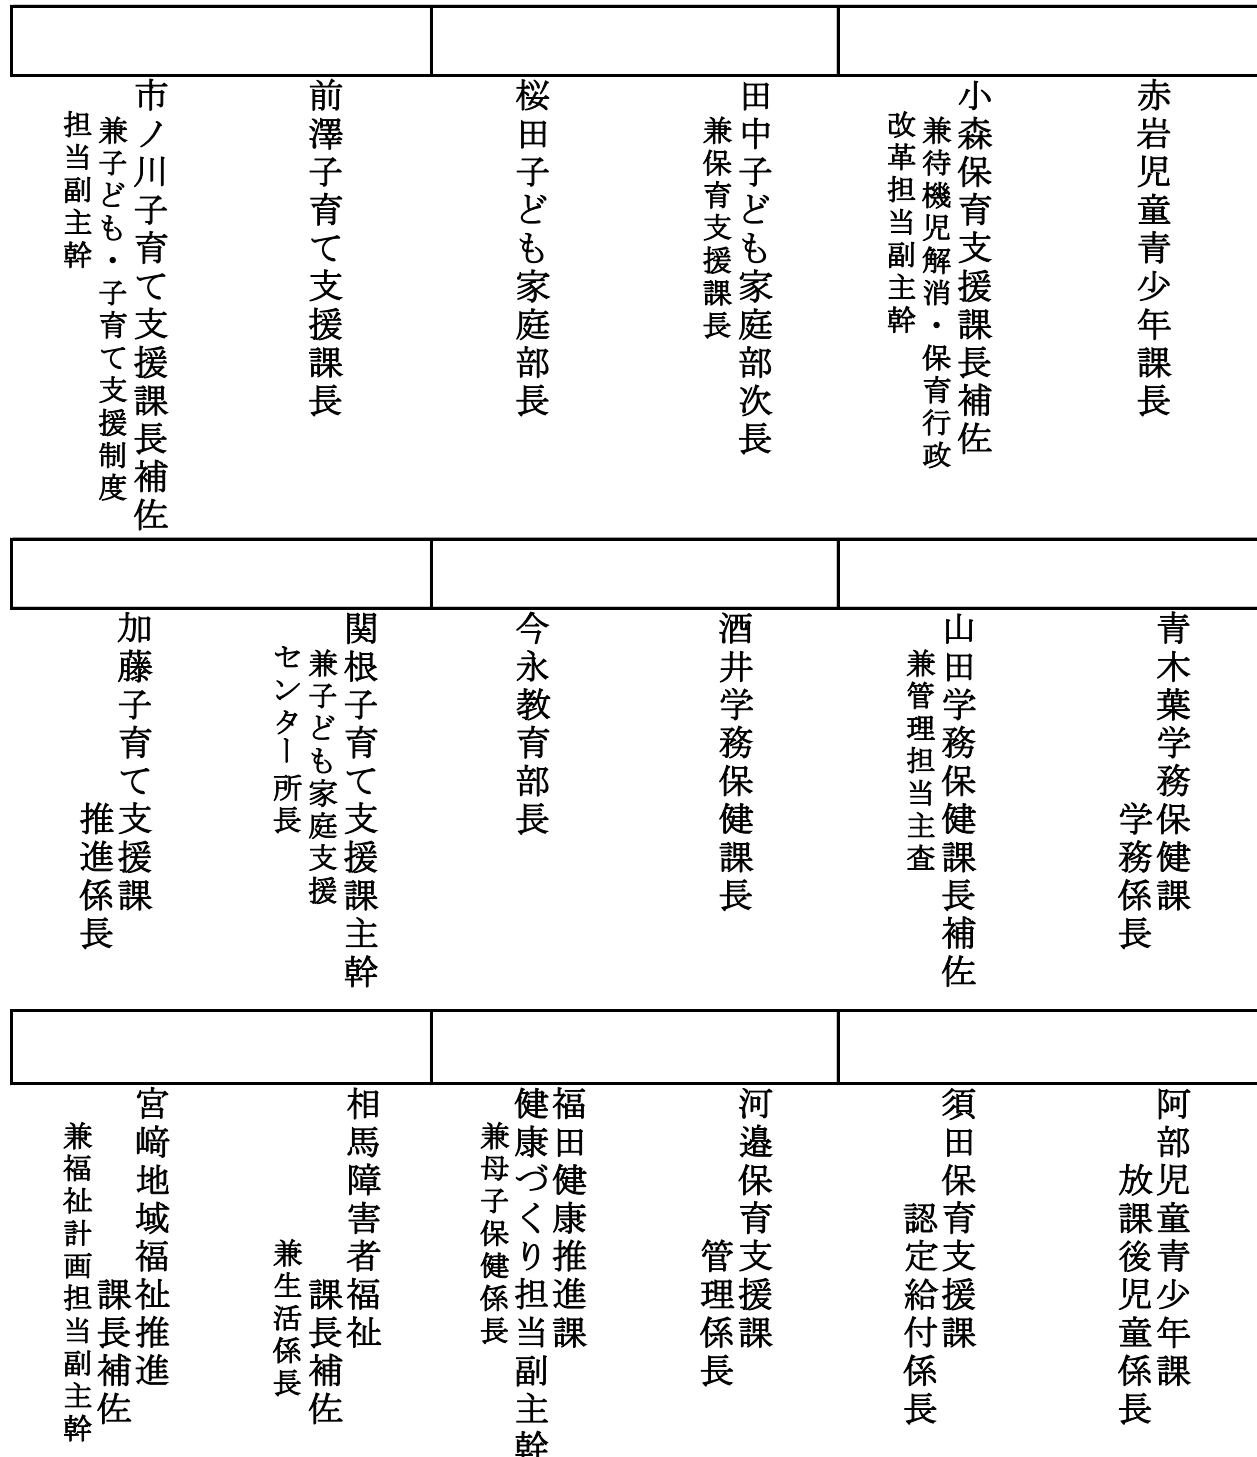 赤岩児童青少年課長
小森保育支援課長補佐
兼待機児解消・保育行政
改革担当副主幹
田中子ども家庭部次長
兼保育支援課長
桜田子ども家庭部長
前澤子育て支援課長
市ノ川子育て支援課長補佐
兼子ども・子育て支援制度
担当副主幹
青木葉学務保健課
学務係長
山田学務保健課長補佐
兼管理担当主査
酒井学務保健課長
今永教育部長
関根子育て支援課主幹
兼子ども家庭支援
センター所長
加藤子育て支援課
推進係長
阿部児童青少年課
放課後児童係長
須田保育支援課
認定給付係長
河邉保育支援課
管理係長
福田健康推進課
健康づくり担当副主幹
兼母子保健係長
相馬障害者福祉
課長補佐
兼生活係長
宮﨑地域福祉推進
課長補佐
兼福祉計画担当副主幹